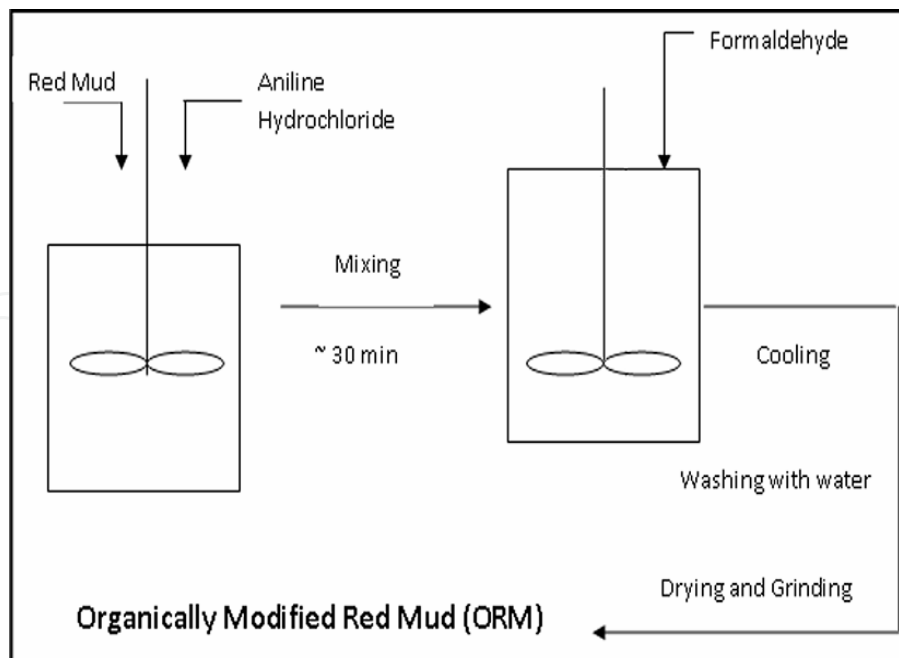 Red Mud
Aniline
Hydrochloride
Formaldehyde
Mixing
~ 30 min
Cooling
Washing with water
Drying and Grinding
Organically Modified Red Mud (ORM)